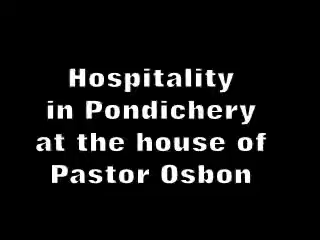 Hospitality
in Pondichery
at the house of
Pastor Osbon